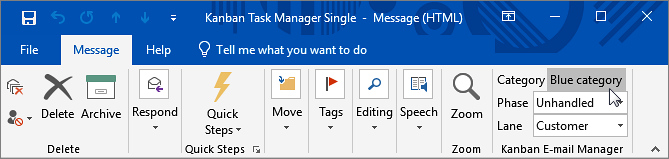 Kanban Task Manager Single - Message (HTML)
File Message Help Tell me what you want to do
Delete Archive Respond Quick Steps Move Tags Editing Speech Zoom
Category Blue category
Phase Unhandled
Lane Customer
Delete Quick Steps Zoom Kanban E-mail Manager